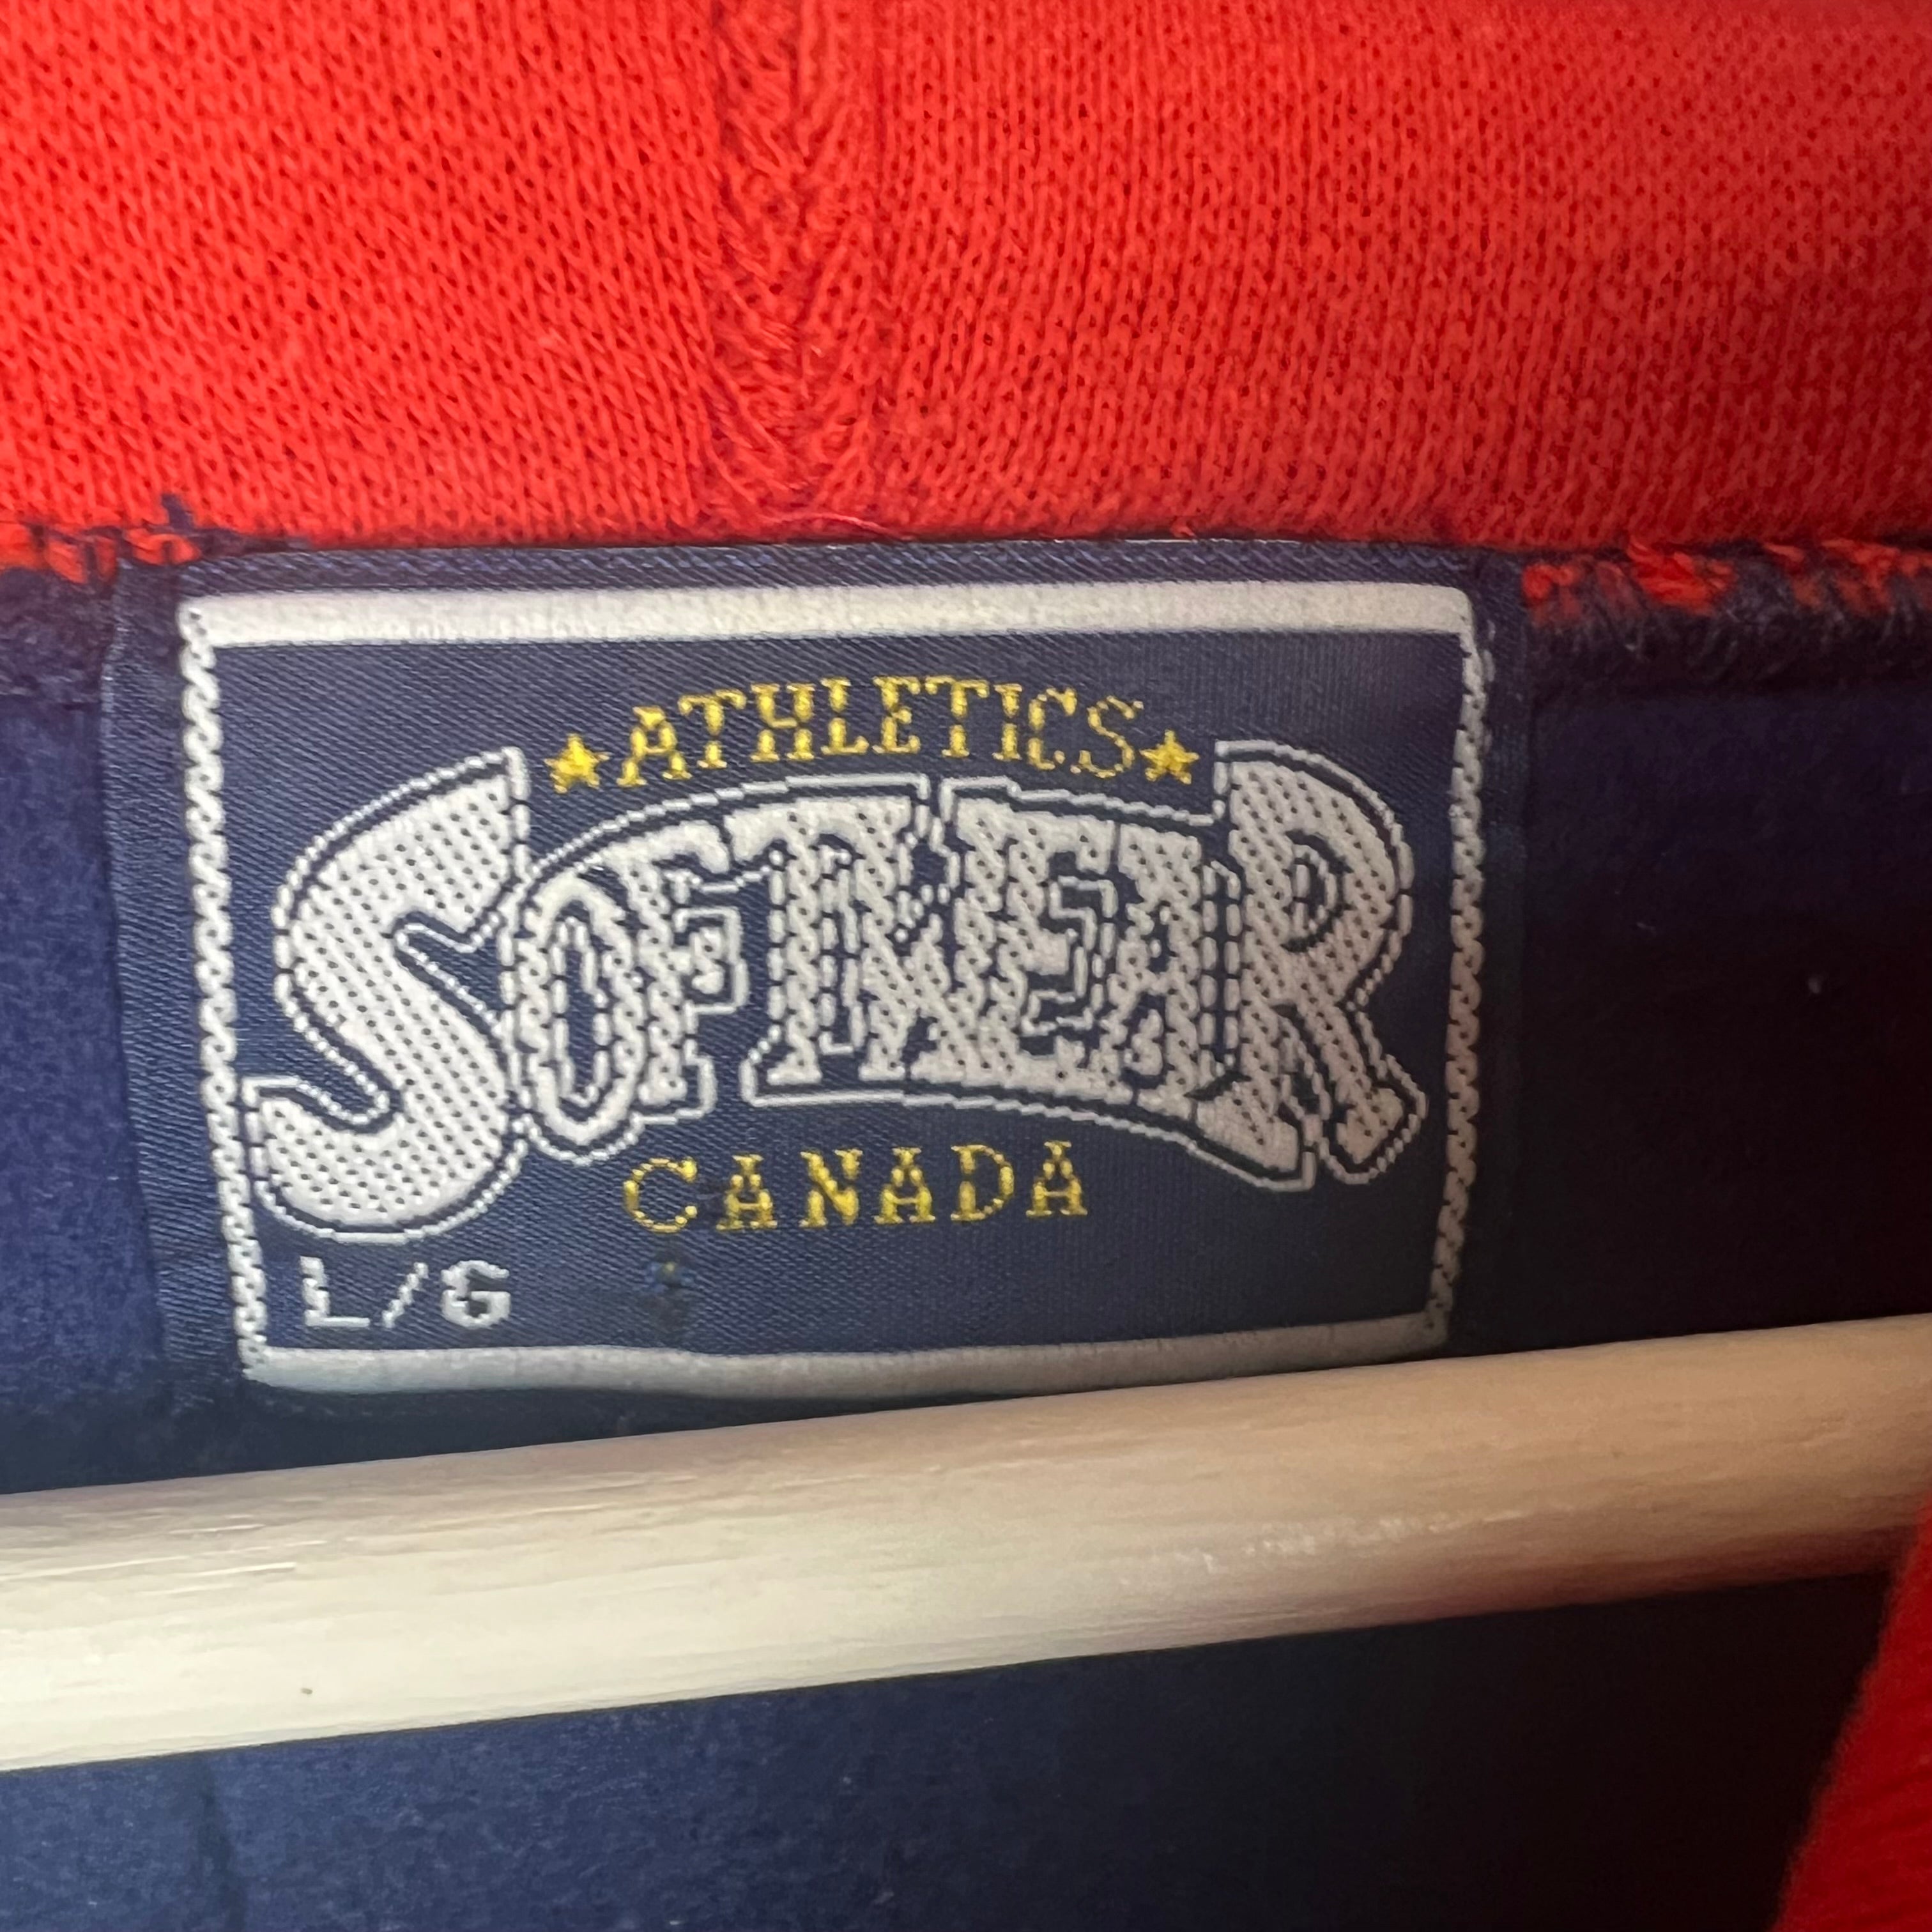 ★ATHLETICS★
SOFTWEAR
CANADA
L/G